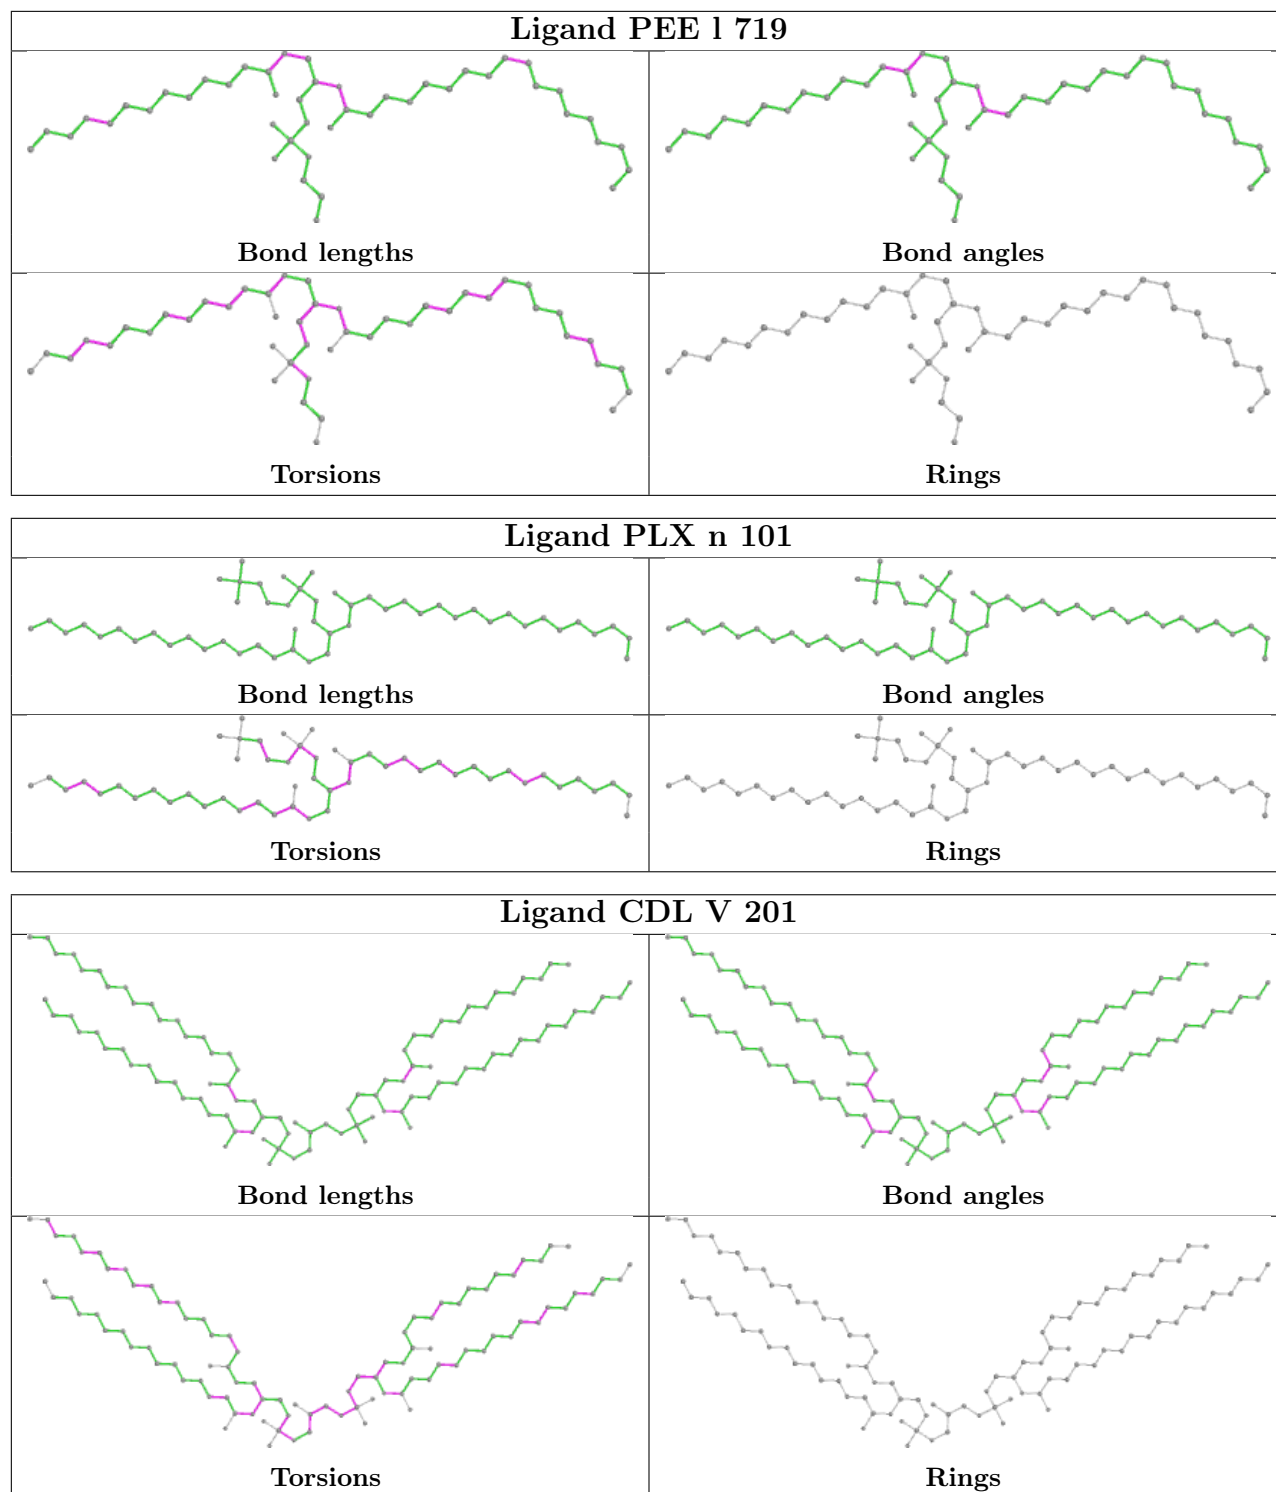 Ligand PEE l 719
Bond lengths
Bond angles
Torsions
Rings
Ligand PLX n 101
Bond lengths
Bond angles
Torsions
Rings
Ligand CDL V 201
Bond lengths
Bond angles
Torsions
Rings